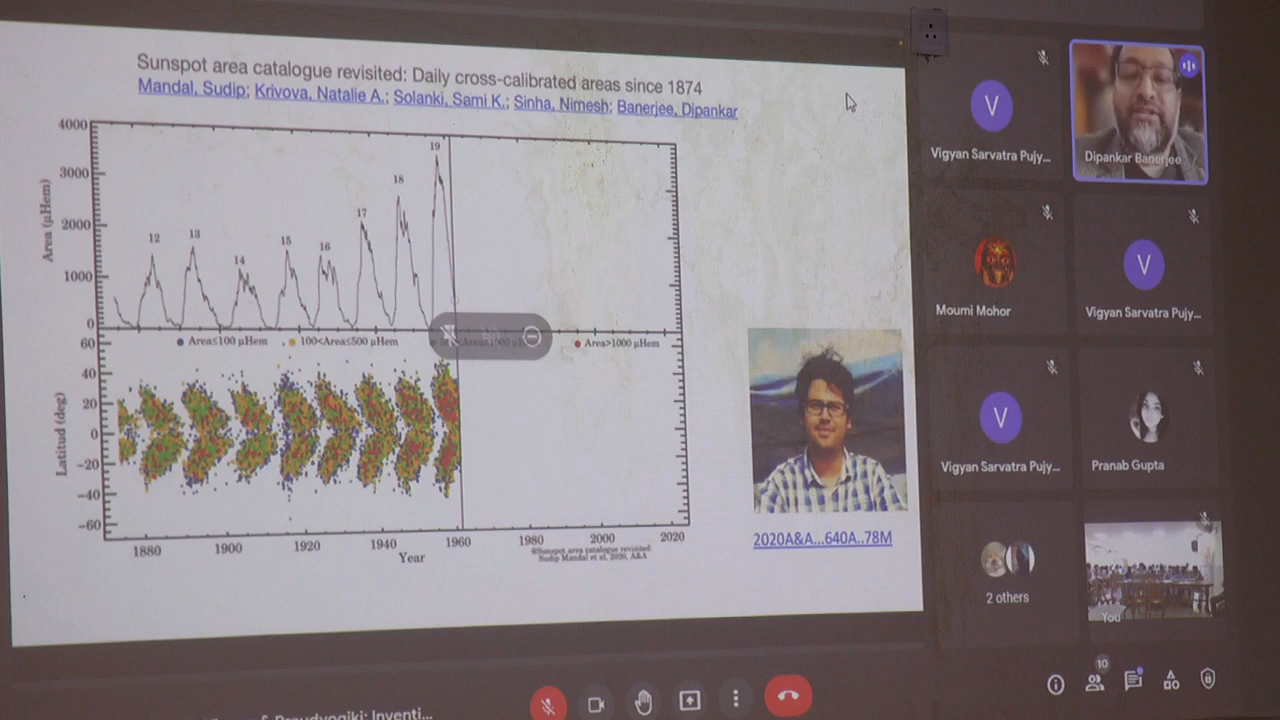 Sunspot area catalogue revisited: Daily cross-calibrated areas since 1874
Mandal, Sudip; Krivova, Natalie A.; Solanki, Sami K.; Sinha, Nimesh; Banerjee, Dipankar
4000
3000
2000
1000
0
Area (µHem)
12
13
14
15
16
17
18
19
Area≤100 µHem
100<Area≤500 µHem
Area>1000 µHem
60
40
20
0
−20
−40
−60
Latitud (deg)
1880
1900
1920
1940
1960
1980
2000
2020
Year
@Sunspot area catalogue revisited:
Sudip Mandal et al, 2020, A&A
2020A&A...640A..78M
V
Vigyan Sarvatra Pujy...
Dipankar Banerjee
Moumi Mohor
V
Vigyan Sarvatra Pujy...
V
Vigyan Sarvatra Pujy...
Pranab Gupta
2 others
You
10